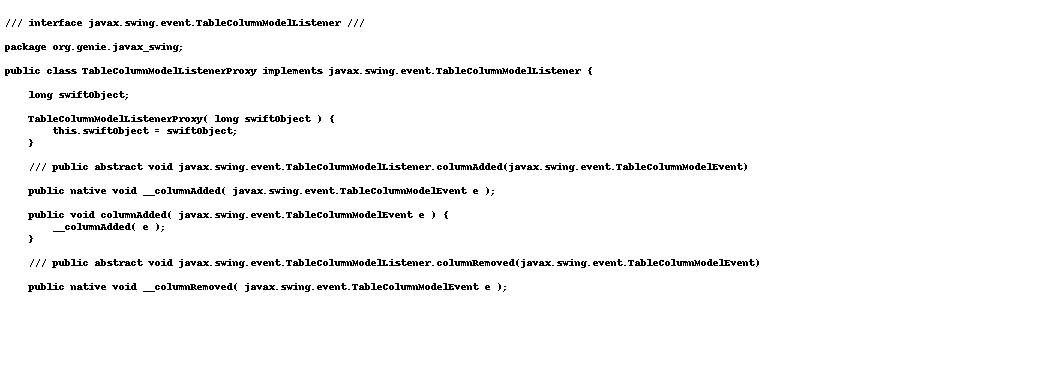 /// interface javax.swing.event.TableColumnModelListener ///
package org.genie.javax_swing;
public class TableColumnModelListenerProxy implements javax.swing.event.TableColumnModelListener {
long swiftObject;
TableColumnModelListenerProxy( long swiftObject ) {
this.swiftObject = swiftObject;
}
/// public abstract void javax.swing.event.TableColumnModelListener.columnAdded(javax.swing.event.TableColumnModelEvent)
public native void __columnAdded( javax.swing.event.TableColumnModelEvent e );
public void columnAdded( javax.swing.event.TableColumnModelEvent e ) {
__columnAdded( e );
}
/// public abstract void javax.swing.event.TableColumnModelListener.columnRemoved(javax.swing.event.TableColumnModelEvent)
public native void __columnRemoved( javax.swing.event.TableColumnModelEvent e );